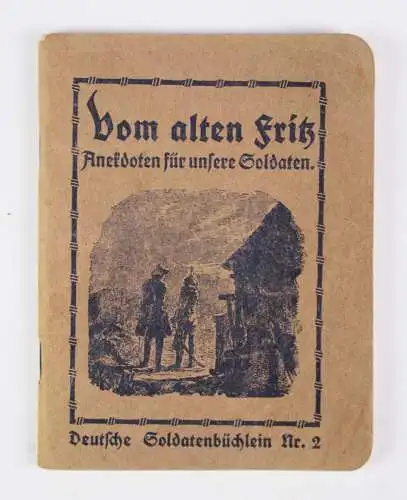 Vom alten Fritz
Anekdoten für unsere Soldaten.
Deutsche Soldatenbüchlein Nr. 2